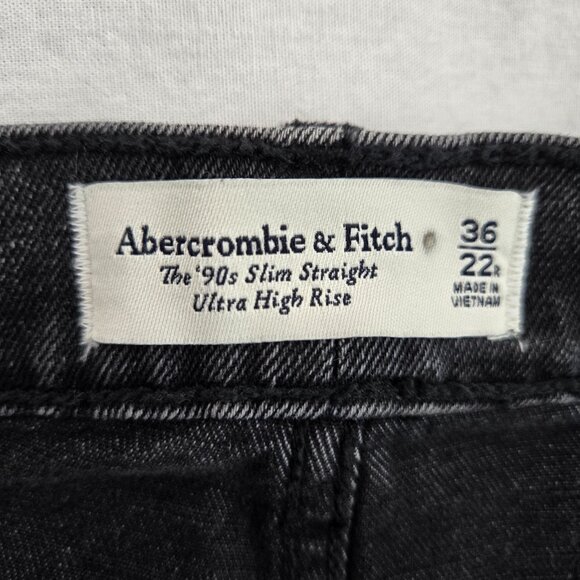 Abercrombie & Fitch
The '90s Slim Straight
Ultra High Rise
36
22R
MADE IN
VIETNAM